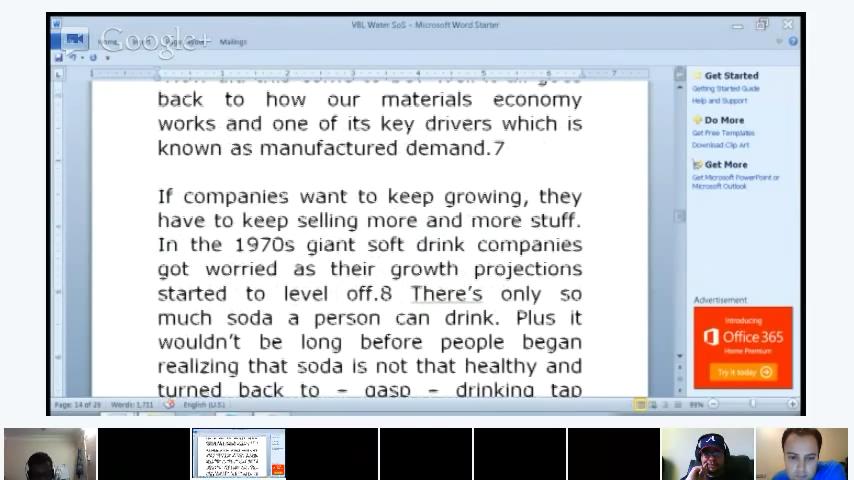 VBL Water SoS - Microsoft Word Starter
Google+
Mailings
back to how our materials economy
works and one of its key drivers which is
known as manufactured demand.7
If companies want to keep growing, they
have to keep selling more and more stuff.
In the 1970s giant soft drink companies
got worried as their growth projections
started to level off.8 There's only so
much soda a person can drink. Plus it
wouldn't be long before people began
realizing that soda is not that healthy and
turned back to – gasp – drinking tap
Get Started
Getting Started Guide
Help and Support
Do More
Get Free Templates
Download Clip Art
Get More
Get Microsoft PowerPoint or
Microsoft Outlook
Advertisement
Introducing
Office 365
Home Premium
Try it today
Page: 14 of 28 Words: 1,711 English (U.S.) 98%